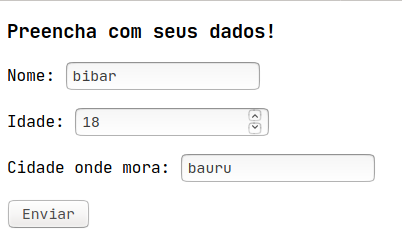 Preencha com seus dados!
Nome: bibar
Idade: 18
Cidade onde mora: bauru
Enviar